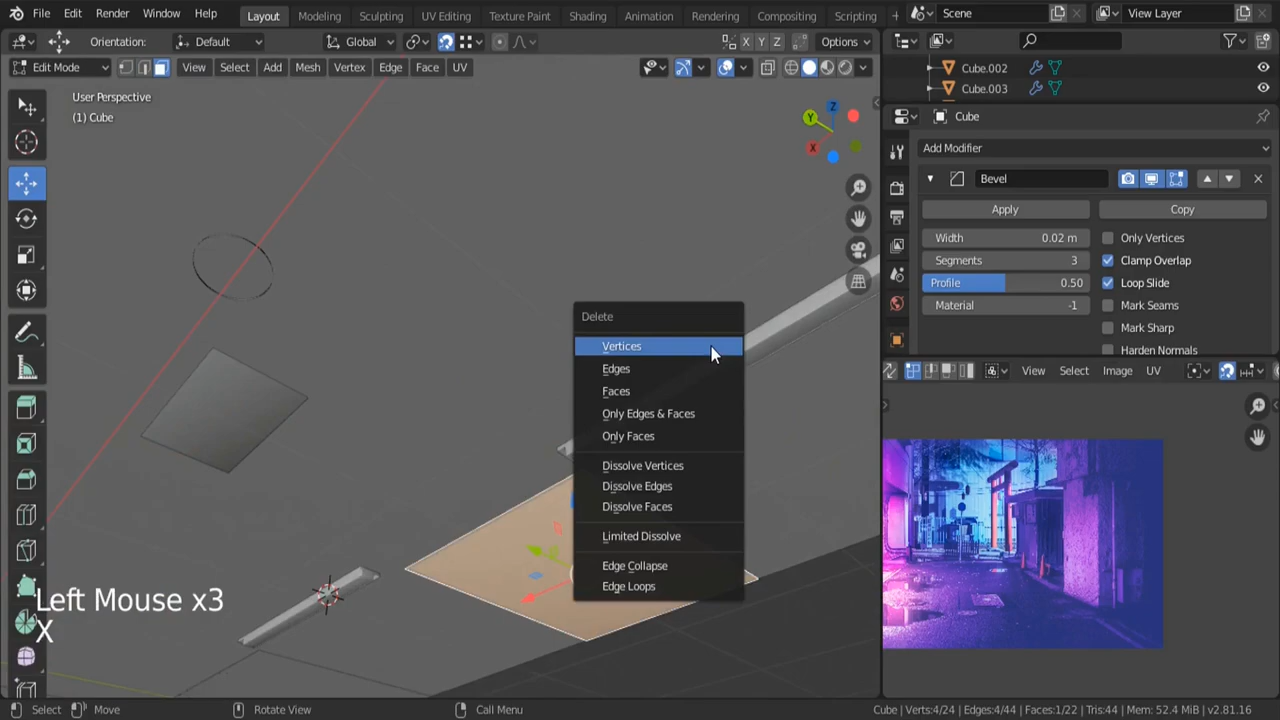 File Edit Render Window Help Layout Modeling Sculpting UV Editing Texture Paint Shading Animation Rendering Compositing Scripting + Scene View Layer
Orientation: Default Global X Y Z Options
Edit Mode View Select Add Mesh Vertex Edge Face UV
Cube.002
Cube.003
User Perspective
(1) Cube
Z
Y
X
Cube
Add Modifier
Bevel
Apply Copy
Width 0.02 m Only Vertices
Segments 3 Clamp Overlap
Profile 0.50 Loop Slide
Material -1 Mark Seams
Mark Sharp
Harden Normals
View Select Image UV
Delete
Vertices
Edges
Faces
Only Edges & Faces
Only Faces
Dissolve Vertices
Dissolve Edges
Dissolve Faces
Limited Dissolve
Edge Collapse
Edge Loops
Left Mouse x3
X
Select Move Rotate View Call Menu Cube | Verts:4/24 | Edges:4/44 | Faces:1/22 | Tris:44 | Mem: 52.4 MiB | v2.81.16